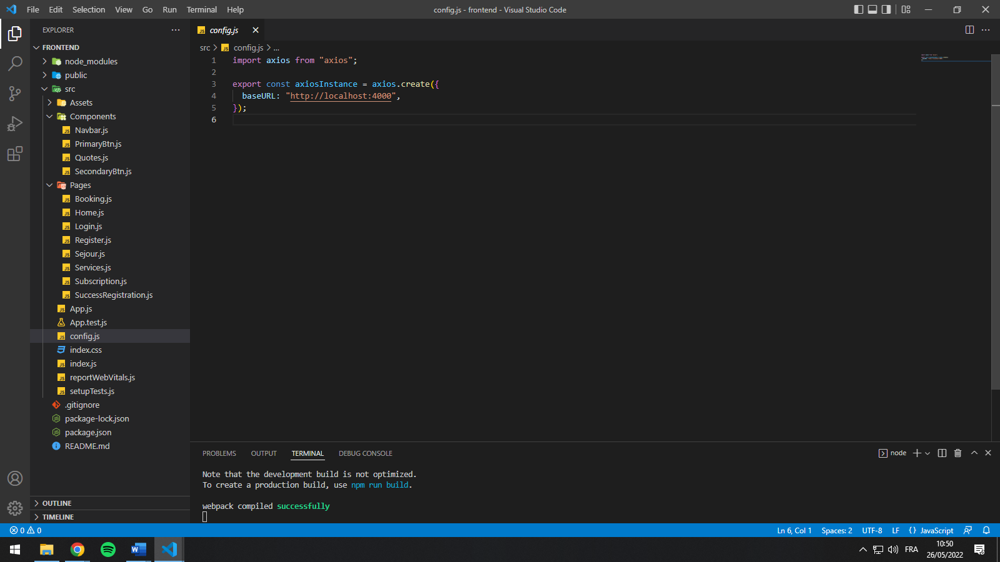 File Edit Selection View Go Run Terminal Help
config.js - frontend - Visual Studio Code
EXPLORER
FRONTEND
node_modules
public
src
Assets
Components
Navbar.js
PrimaryBtn.js
Quotes.js
SecondaryBtn.js
Pages
Booking.js
Home.js
Login.js
Register.js
Sejour.js
Services.js
Subscription.js
SuccessRegistration.js
App.js
App.test.js
config.js
index.css
index.js
reportWebVitals.js
setupTests.js
.gitignore
package-lock.json
package.json
README.md
OUTLINE
TIMELINE
config.js
src > config.js > ...
1 import axios from "axios";
2
3 export const axiosInstance = axios.create({
4 baseURL: "http://localhost:4000",
5 });
6
PROBLEMS OUTPUT TERMINAL DEBUG CONSOLE
node
Note that the development build is not optimized.
To create a production build, use npm run build.
webpack compiled successfully
0 0
Ln 6, Col 1 Spaces: 2 UTF-8 LF {} JavaScript
FRA
10:50
26/05/2022